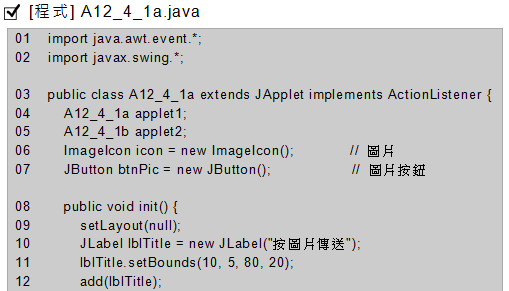 [程式] A12_4_1a.java
01 import java.awt.event.*;
02 import javax.swing.*;
03 public class A12_4_1a extends JApplet implements ActionListener {
04 A12_4_1a applet1;
05 A12_4_1b applet2;
06 ImageIcon icon = new ImageIcon(); // 圖片
07 JButton btnPic = new JButton(); // 圖片按鈕
08 public void init() {
09 setLayout(null);
10 JLabel lblTitle = new JLabel("按圖片傳送");
11 lblTitle.setBounds(10, 5, 80, 20);
12 add(lblTitle);